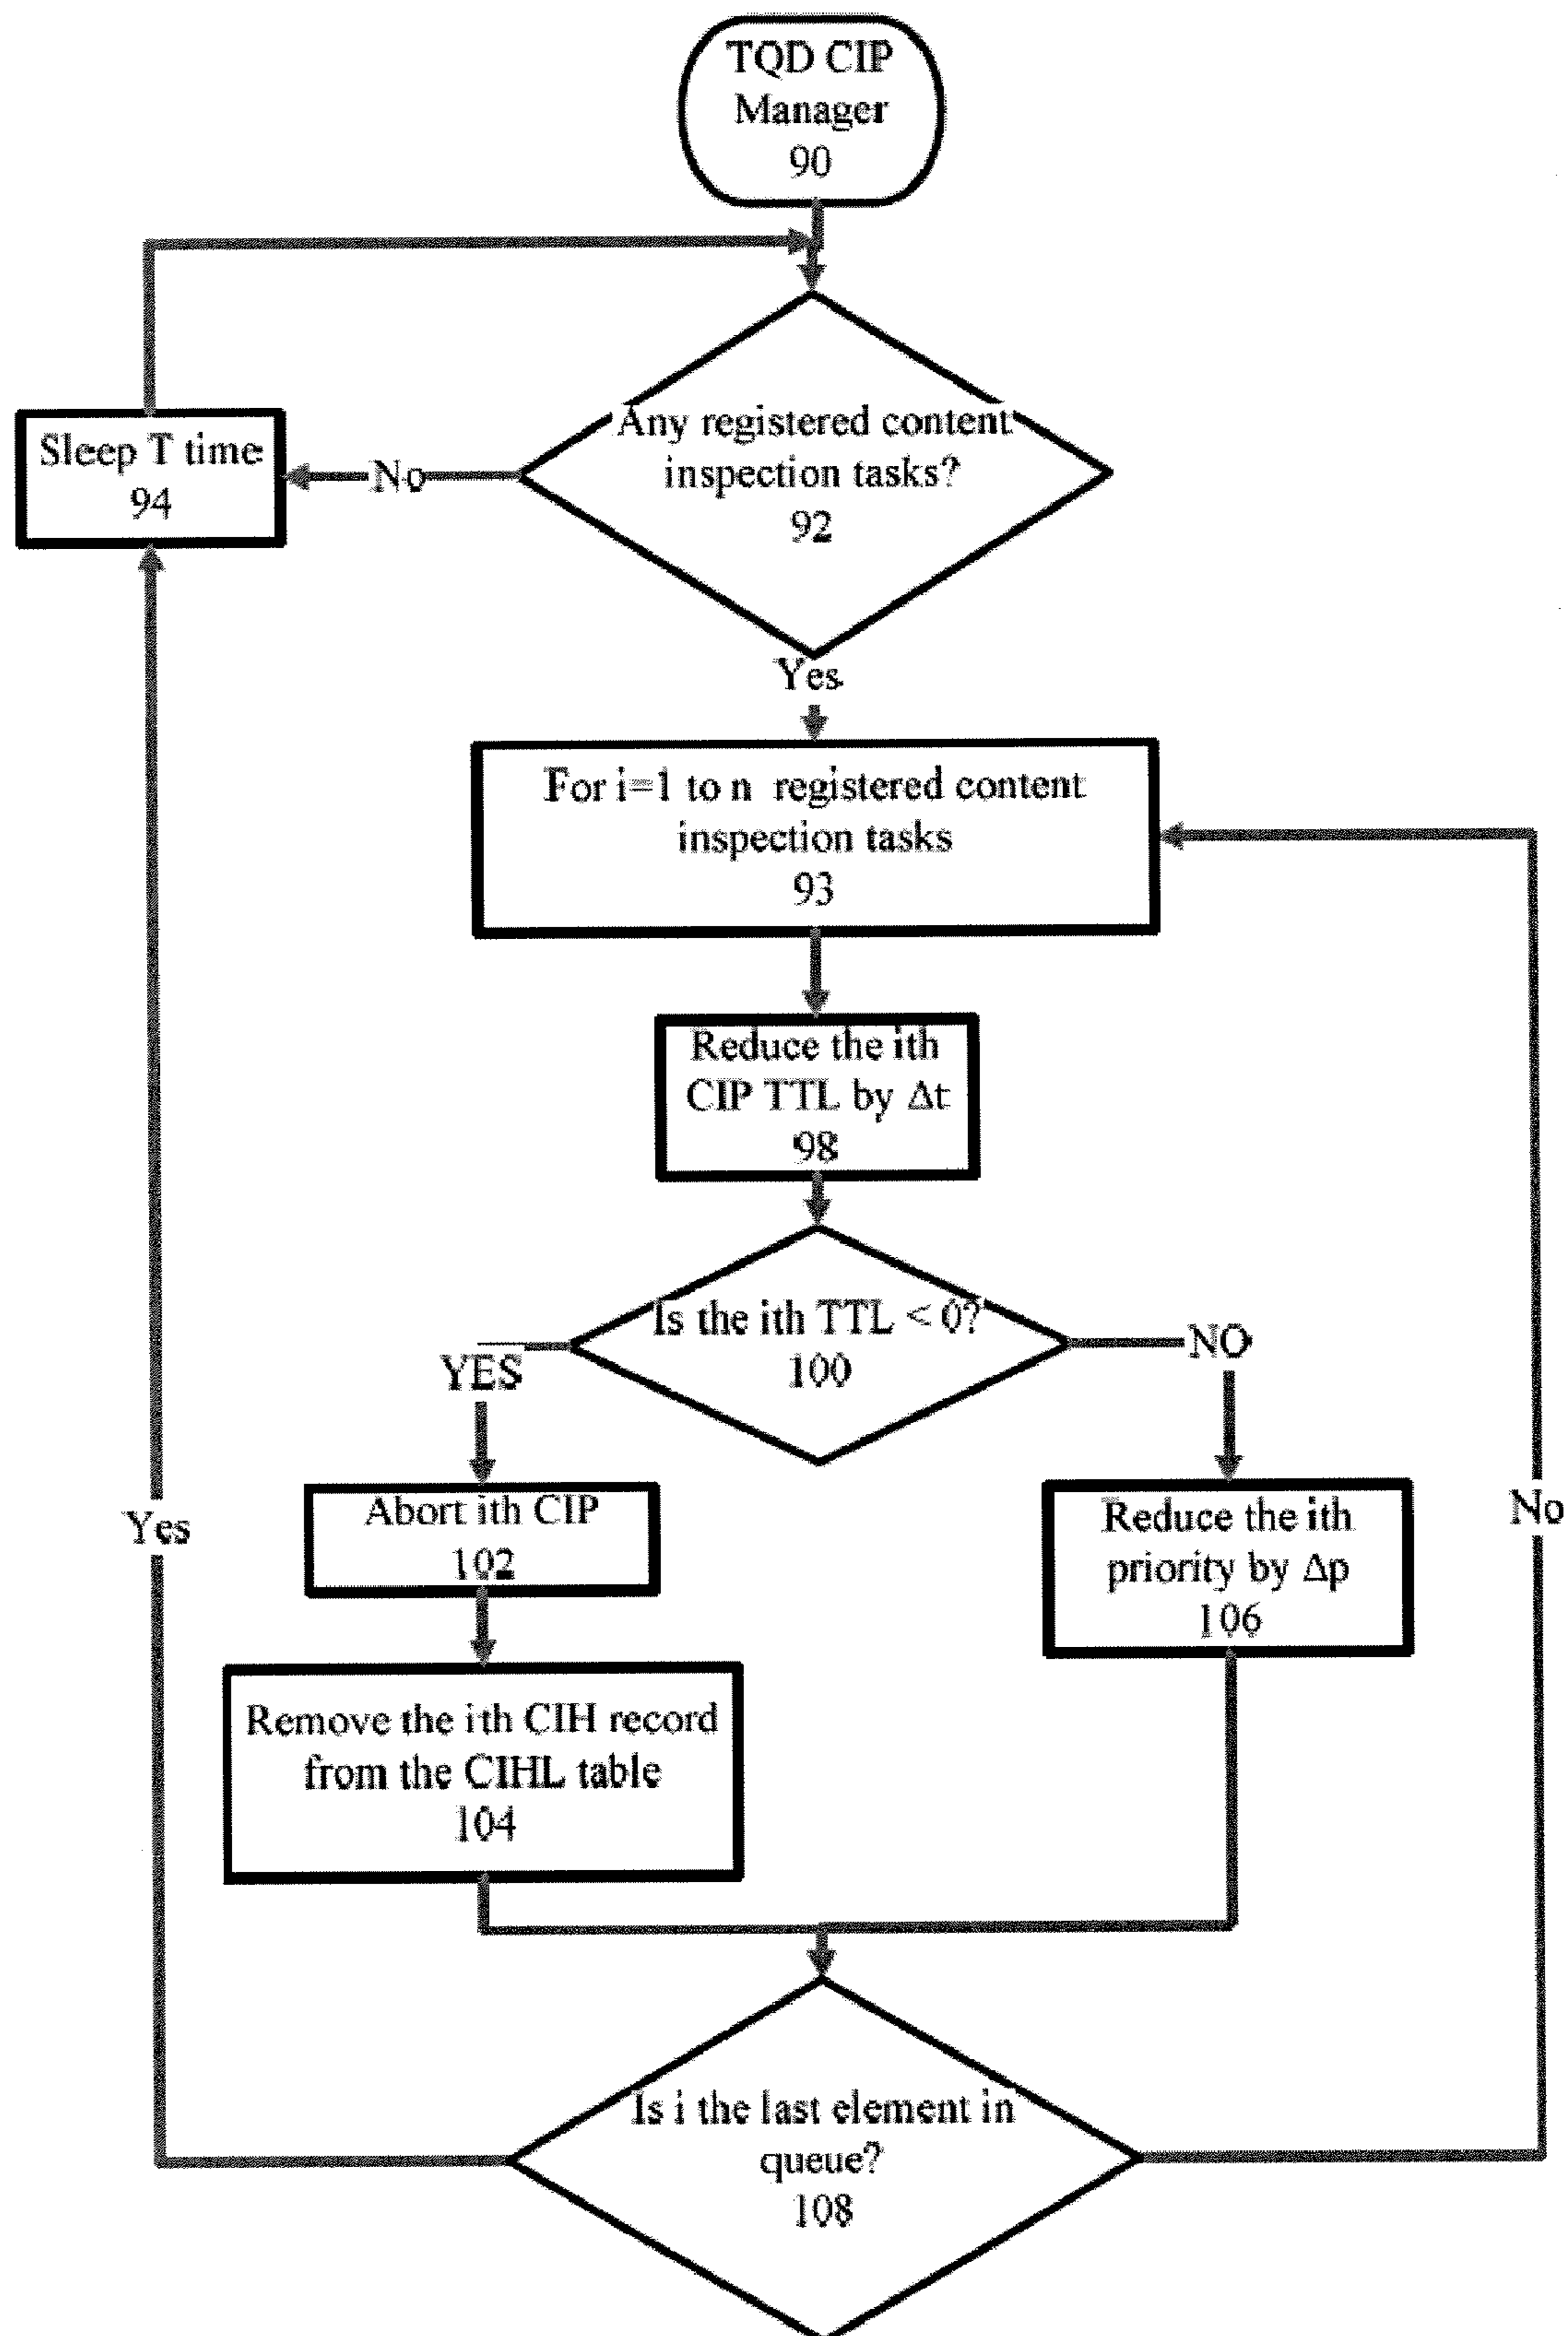 TQD CIP
Manager
90
Any registered content
inspection tasks?
92
No
Sleep T time
94
Yes
For i=1 to n registered content
inspection tasks
93
Reduce the ith
CIP TTL by Δt
98
Is the ith TTL < 0?
100
YES
NO
Abort ith CIP
102
Reduce the ith
priority by Δp
106
Yes
No
Remove the ith CIH record
from the CIHL table
104
Is i the last element in
queue?
108